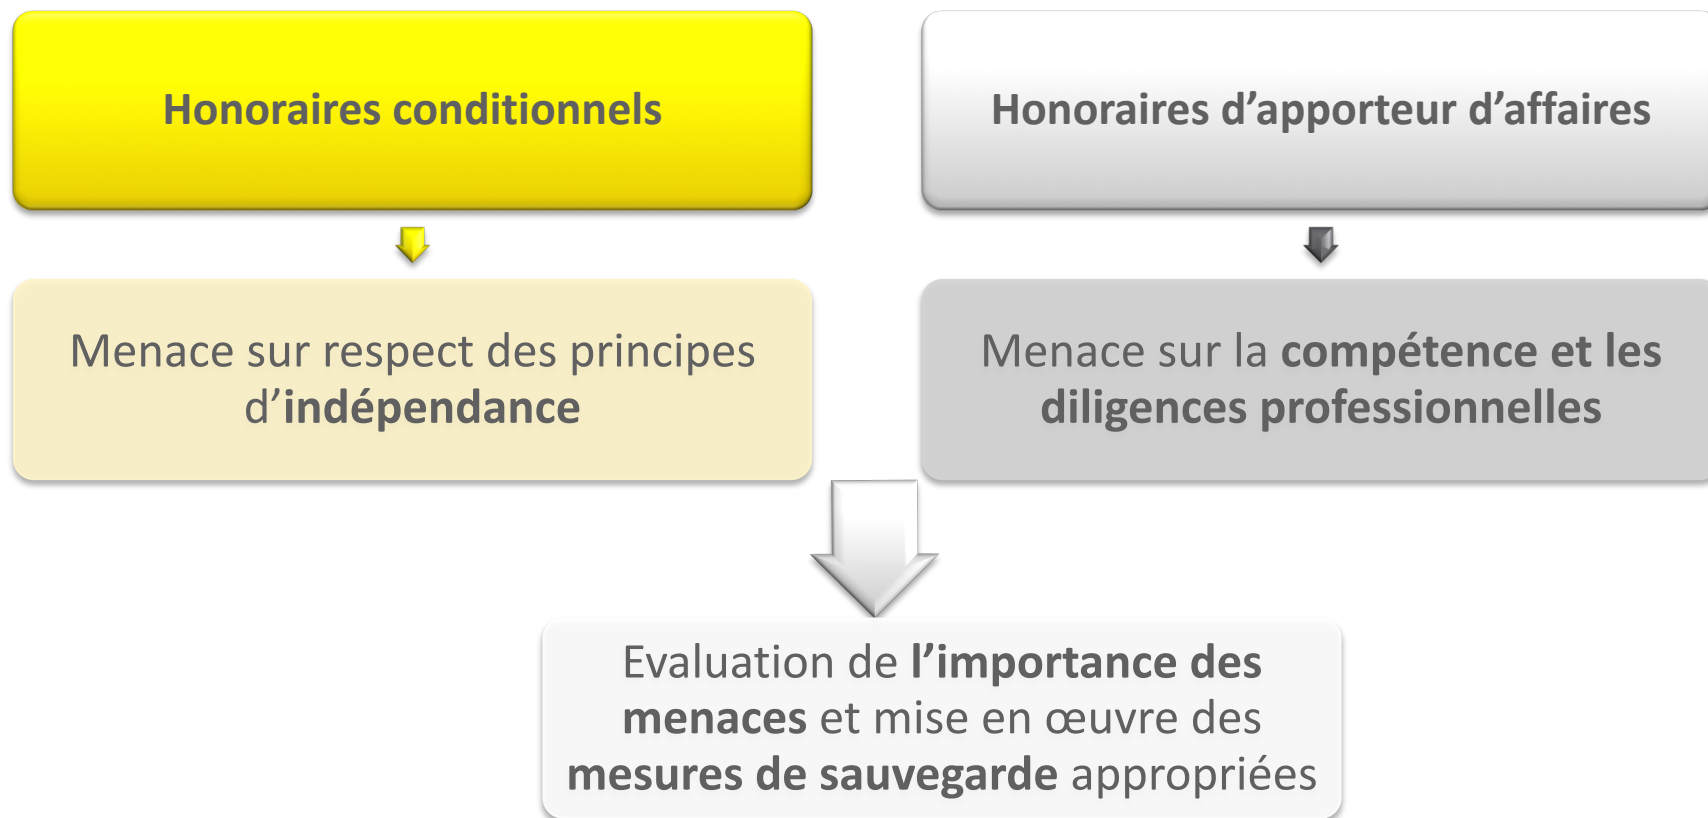 Honoraires conditionnels
Honoraires d’apporteur d’affaires
Menace sur respect des principes
d’indépendance
Menace sur la compétence et les
diligences professionnelles
Evaluation de l’importance des
menaces et mise en œuvre des
mesures de sauvegarde appropriées